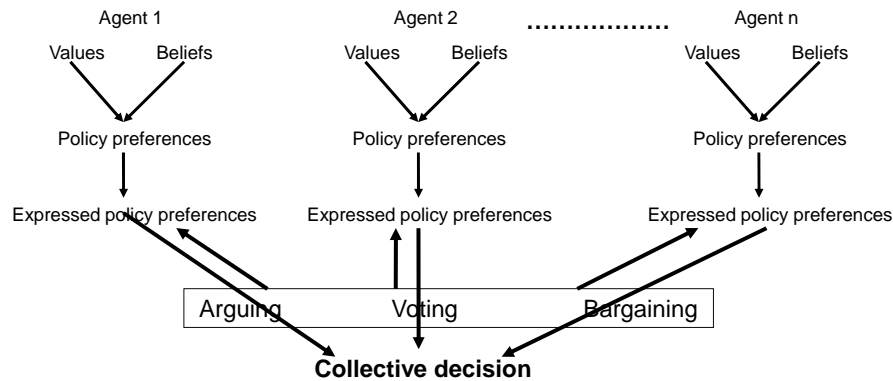 Agent 1 Agent 2 .................. Agent n
Values Beliefs Values Beliefs Values Beliefs
Policy preferences Policy preferences Policy preferences
Expressed policy preferences Expressed policy preferences Expressed policy preferences
Arguing Voting Bargaining
Collective decision